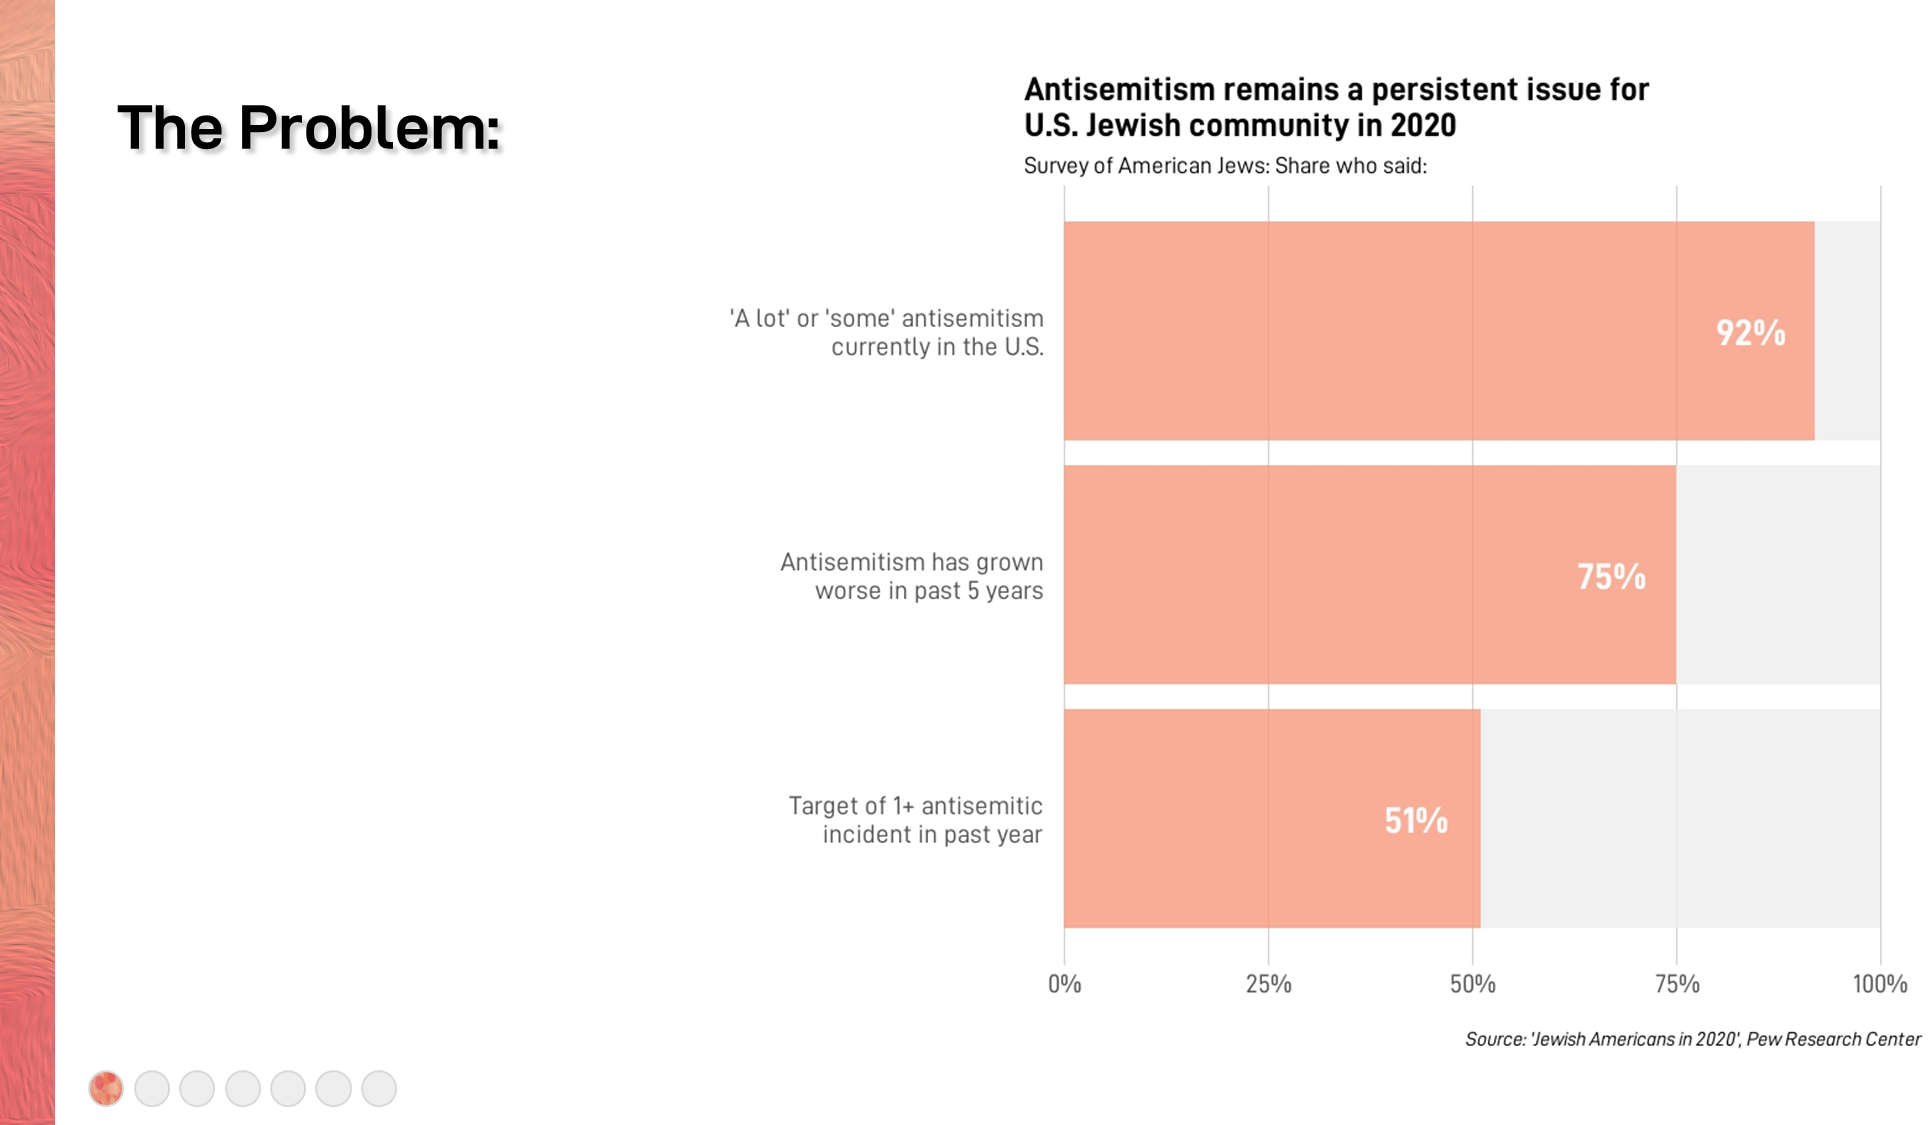 The Problem:
Antisemitism remains a persistent issue for
U.S. Jewish community in 2020
Survey of American Jews: Share who said:
'A lot' or 'some' antisemitism
currently in the U.S.
92%
Antisemitism has grown
worse in past 5 years
75%
Target of 1+ antisemitic
incident in past year
51%
0%
25%
50%
75%
100%
Source: 'Jewish Americans in 2020', Pew Research Center